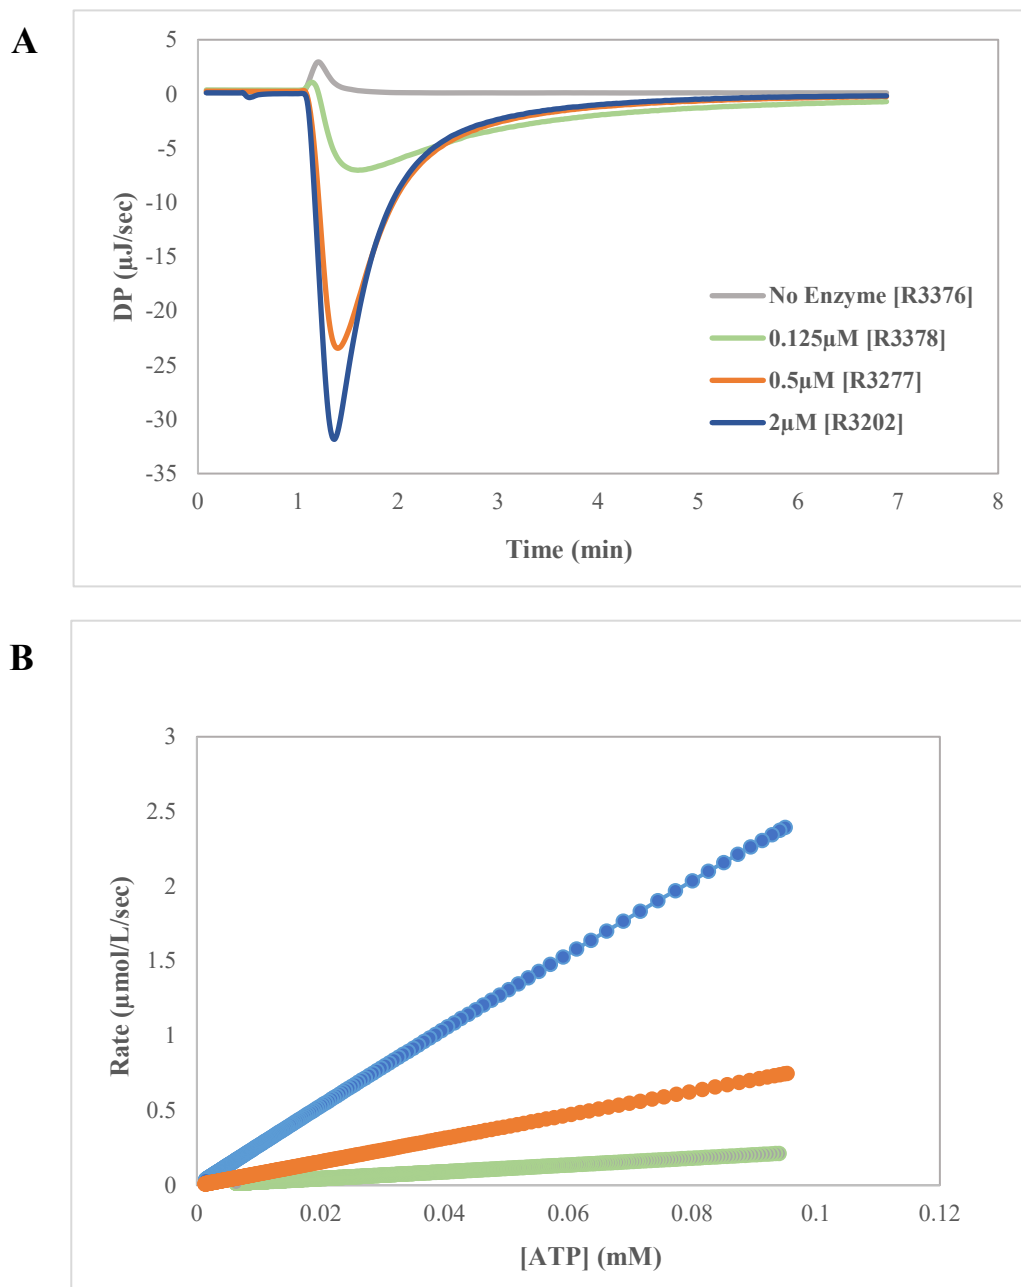 A
5
0
-5
-10
-15
-20
-25
-30
-35
DP (µJ/sec)
No Enzyme [R3376]
0.125µM [R3378]
0.5µM [R3277]
2µM [R3202]
0 1 2 3 4 5 6 7 8
Time (min)
B
3
2.5
2
1.5
1
0.5
0
Rate (µmol/L/sec)
0 0.02 0.04 0.06 0.08 0.1 0.12
[ATP] (mM)